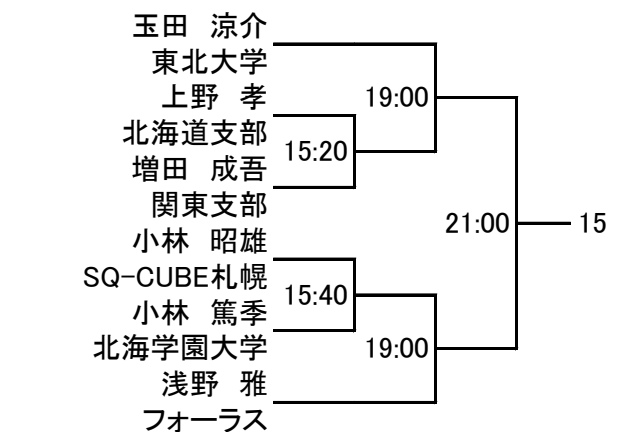 玉田　涼介
東北大学
上野　孝
19:00
北海道支部
15:20
増田　成吾
関東支部
21:00
15
小林　昭雄
SQ-CUBE札幌
15:40
小林　篤季
北海学園大学
19:00
浅野　雅
フォーラス